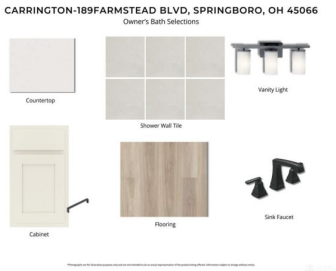 CARRINGTON-189FARMSTEAD BLVD, SPRINGBORO, OH 45066
Owner's Bath Selections
Countertop
Shower Wall Tile
Vanity Light
Cabinet
Flooring
Sink Faucet